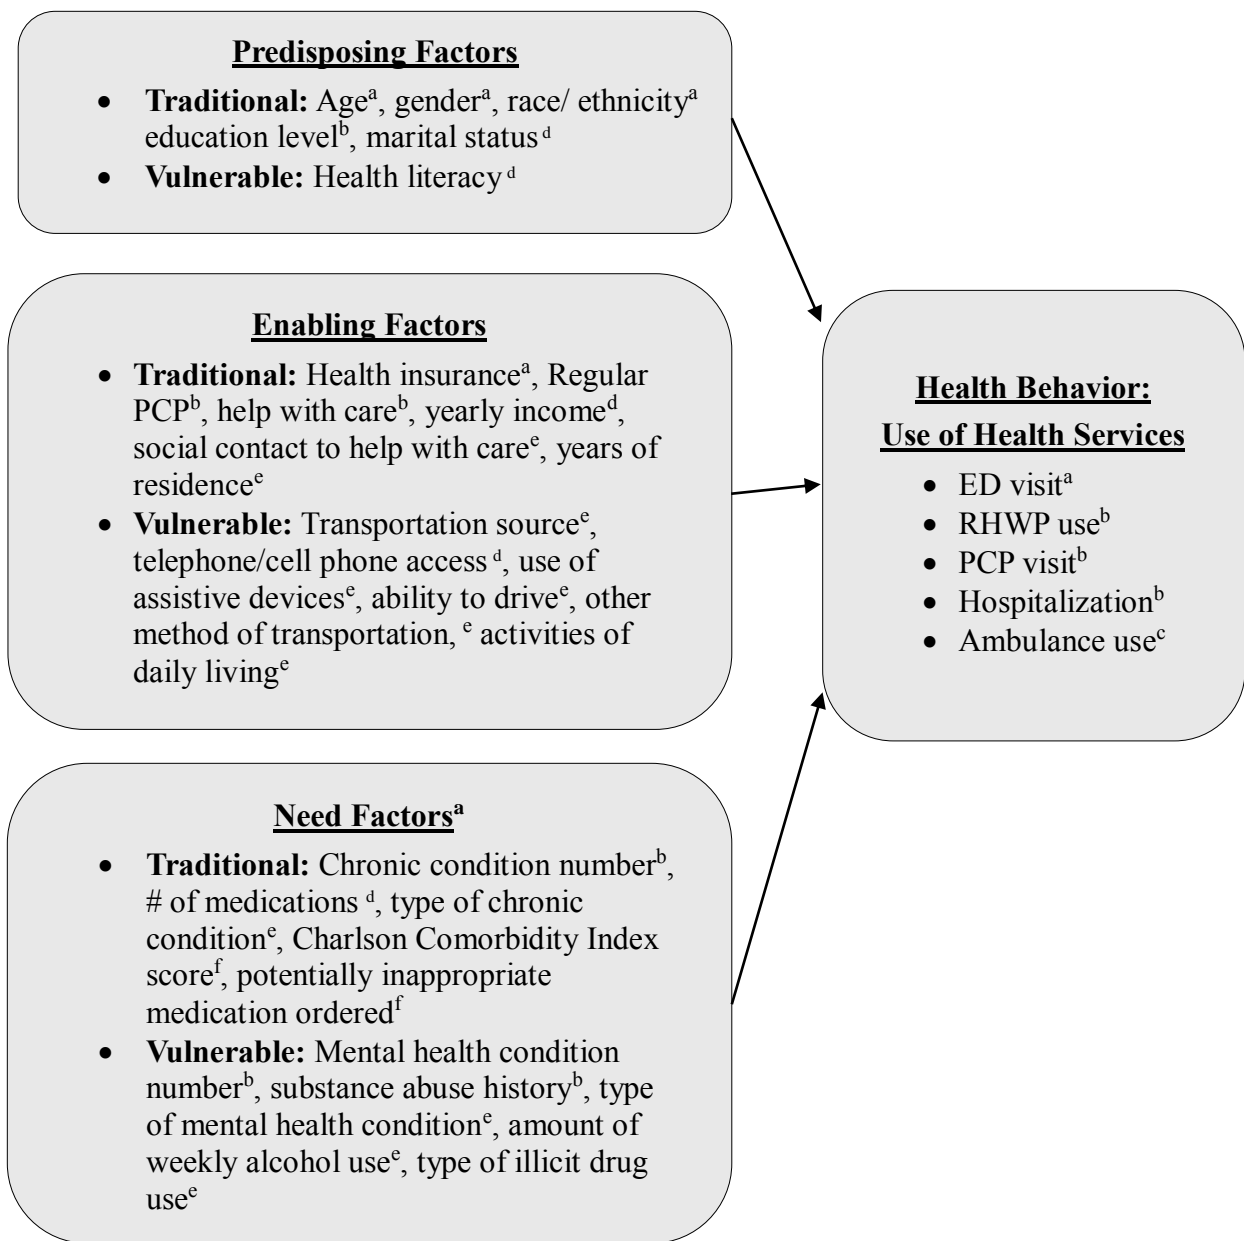 Predisposing Factors
• Traditional: Ageᵃ, genderᵃ, race/ ethnicityᵃ
education levelᵇ, marital status ᵈ
• Vulnerable: Health literacy ᵈ
Enabling Factors
• Traditional: Health insuranceᵃ, Regular
PCPᵇ, help with careᵇ, yearly incomeᵈ,
social contact to help with careᵉ, years of
residenceᵉ
• Vulnerable: Transportation sourceᵉ,
telephone/cell phone access ᵈ, use of
assistive devicesᵉ, ability to driveᵉ, other
method of transportation, ᵉ activities of
daily livingᵉ
Need Factorsᵃ
• Traditional: Chronic condition numberᵇ,
# of medications ᵈ, type of chronic
conditionᵉ, Charlson Comorbidity Index
scoreᶠ, potentially inappropriate
medication orderedᶠ
• Vulnerable: Mental health condition
numberᵇ, substance abuse historyᵇ, type
of mental health conditionᵉ, amount of
weekly alcohol useᵉ, type of illicit drug
useᵉ
Health Behavior:
Use of Health Services
• ED visitᵃ
• RHWP useᵇ
• PCP visitᵇ
• Hospitalizationᵇ
• Ambulance useᶜ